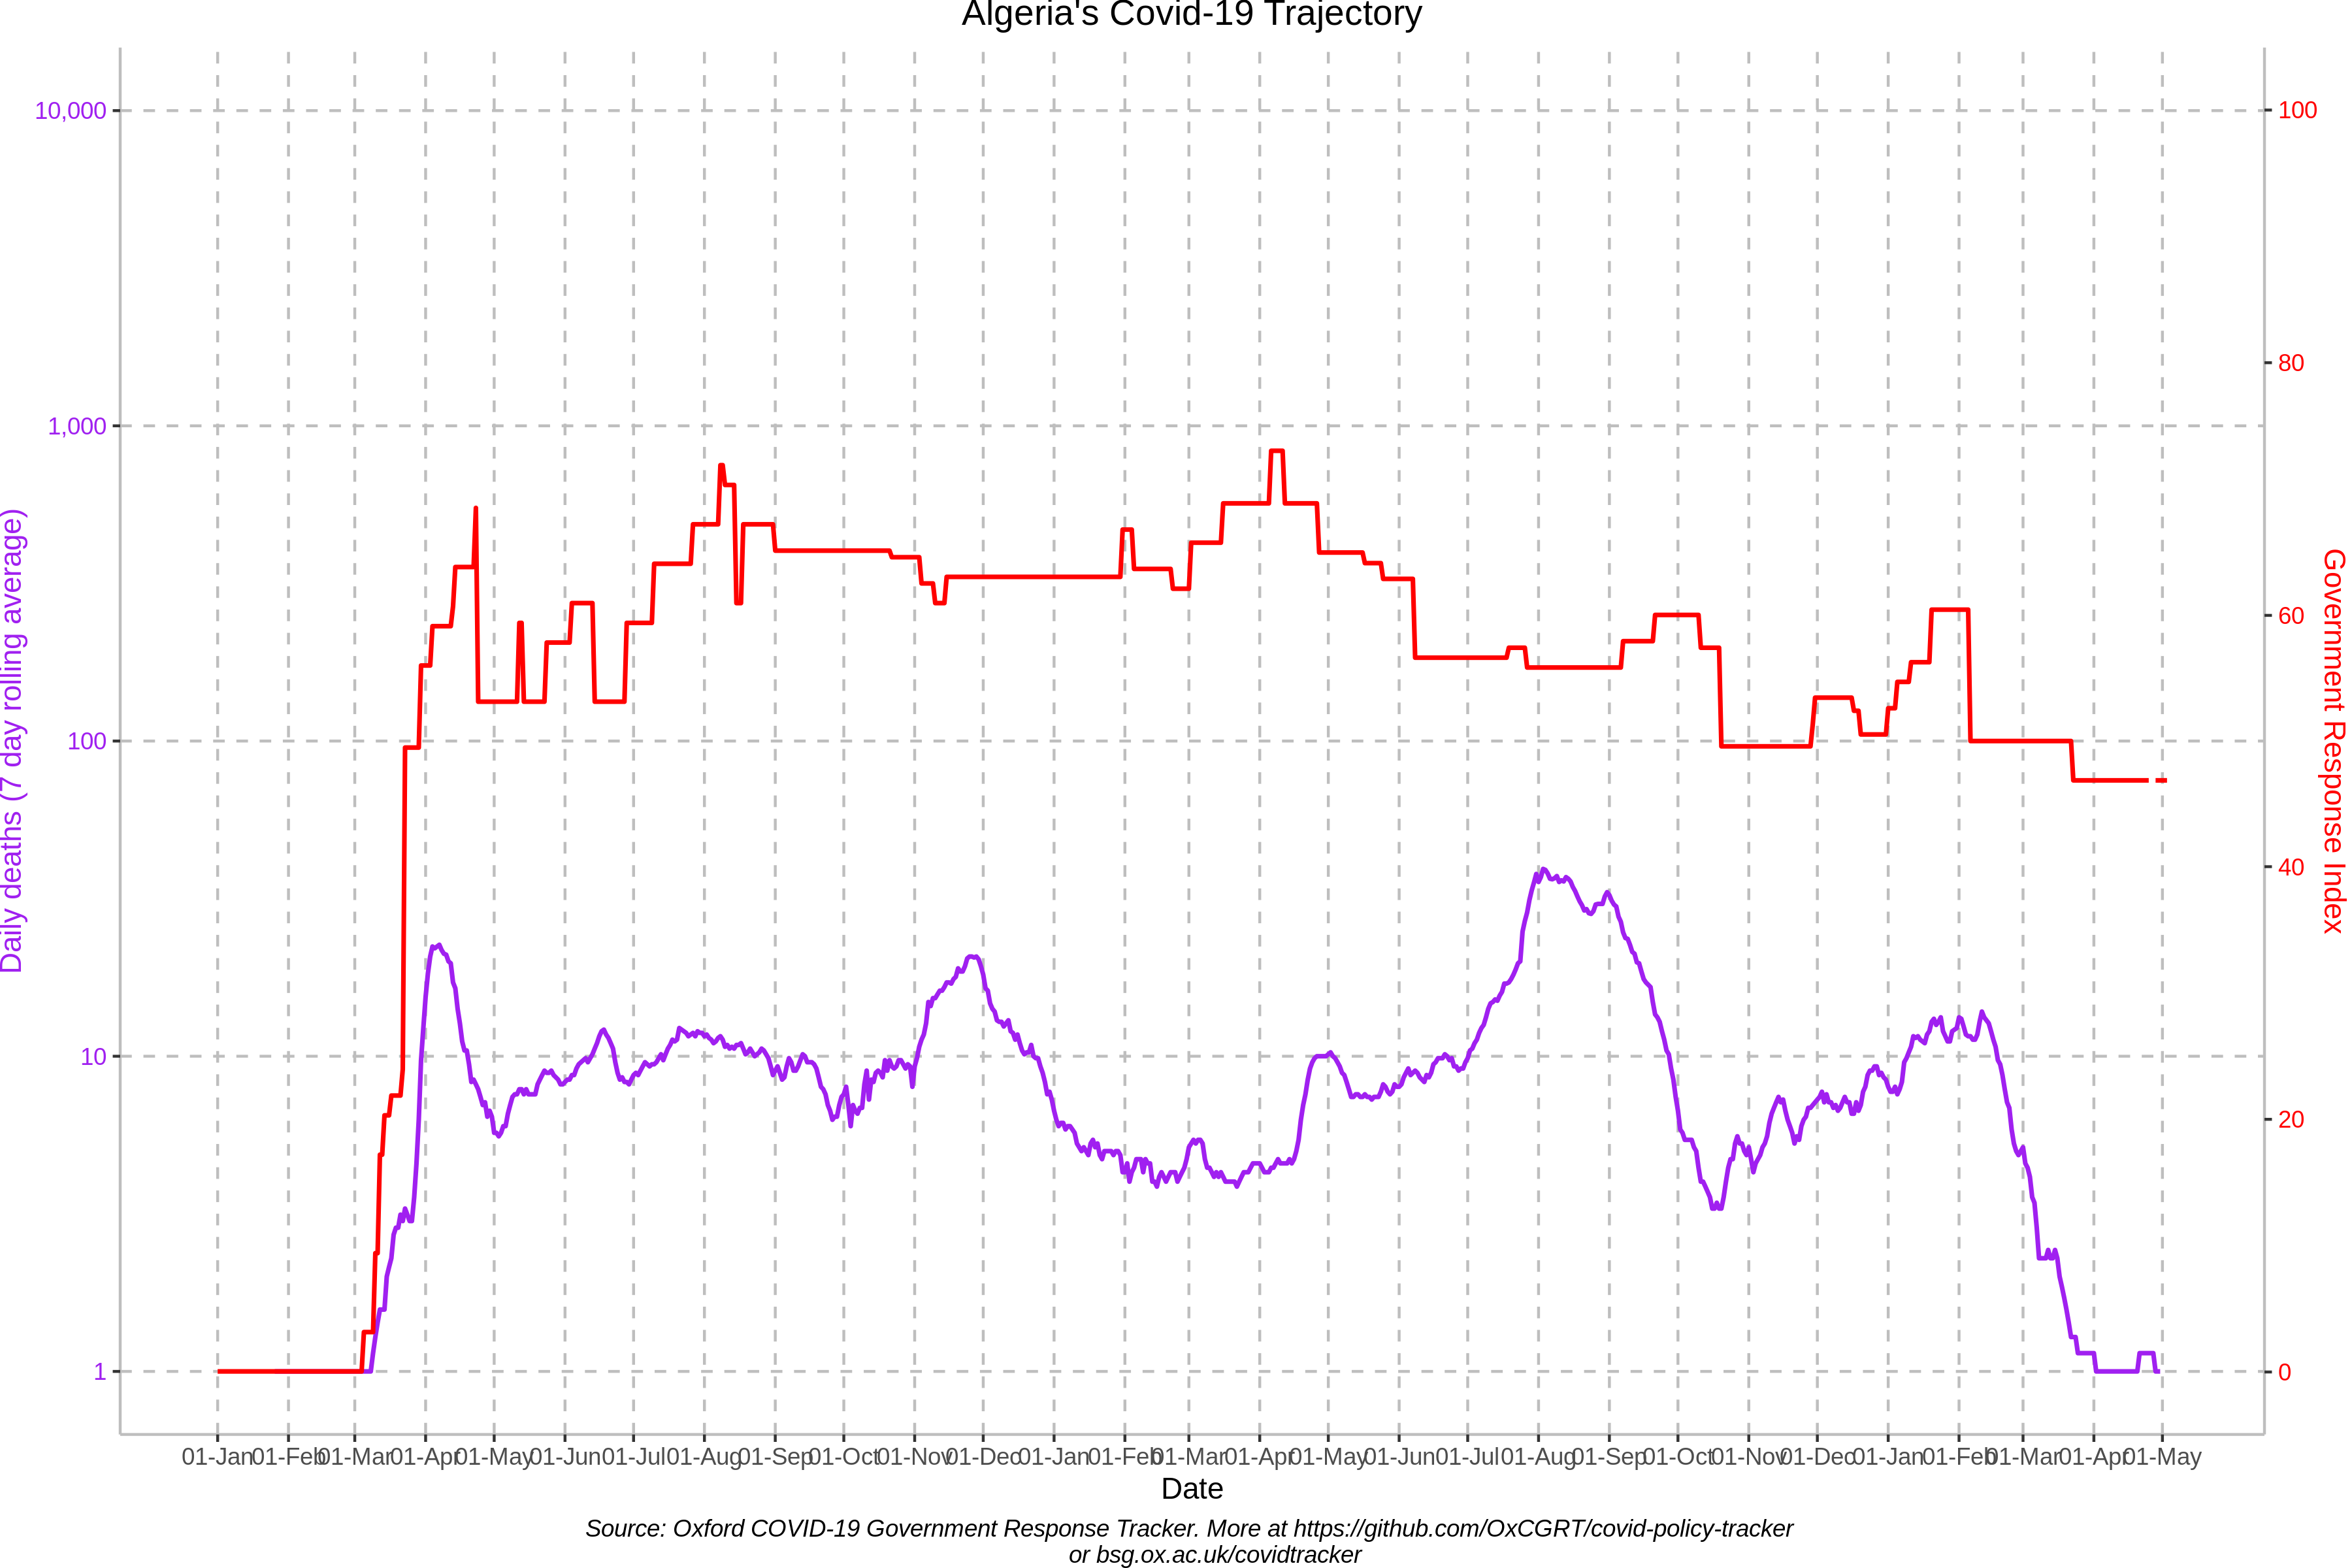 Algeria's Covid-19 Trajectory
10,000
1,000
100
10
1
Daily deaths (7 day rolling average)
100
80
60
40
20
0
Government Response Index
01-Jan 01-Feb 01-Mar 01-Apr 01-May 01-Jun 01-Jul 01-Aug 01-Sep 01-Oct 01-Nov 01-Dec 01-Jan 01-Feb 01-Mar 01-Apr 01-May 01-Jun 01-Jul 01-Aug 01-Sep 01-Oct 01-Nov 01-Dec 01-Jan 01-Feb 01-Mar 01-Apr 01-May
Date
Source: Oxford COVID-19 Government Response Tracker. More at https://github.com/OxCGRT/covid-policy-tracker
or bsg.ox.ac.uk/covidtracker